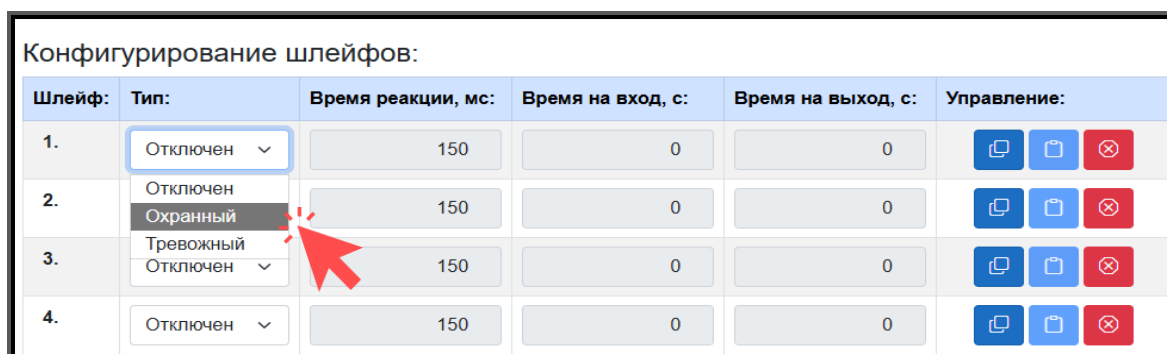 Конфигурирование шлейфов:
Шлейф: Тип: Время реакции, мс: Время на вход, с: Время на выход, с: Управление:
1. Отключен 150 0 0
Отключен
2. Охранный 150 0 0
Тревожный
3. Отключен 150 0 0
4. Отключен 150 0 0